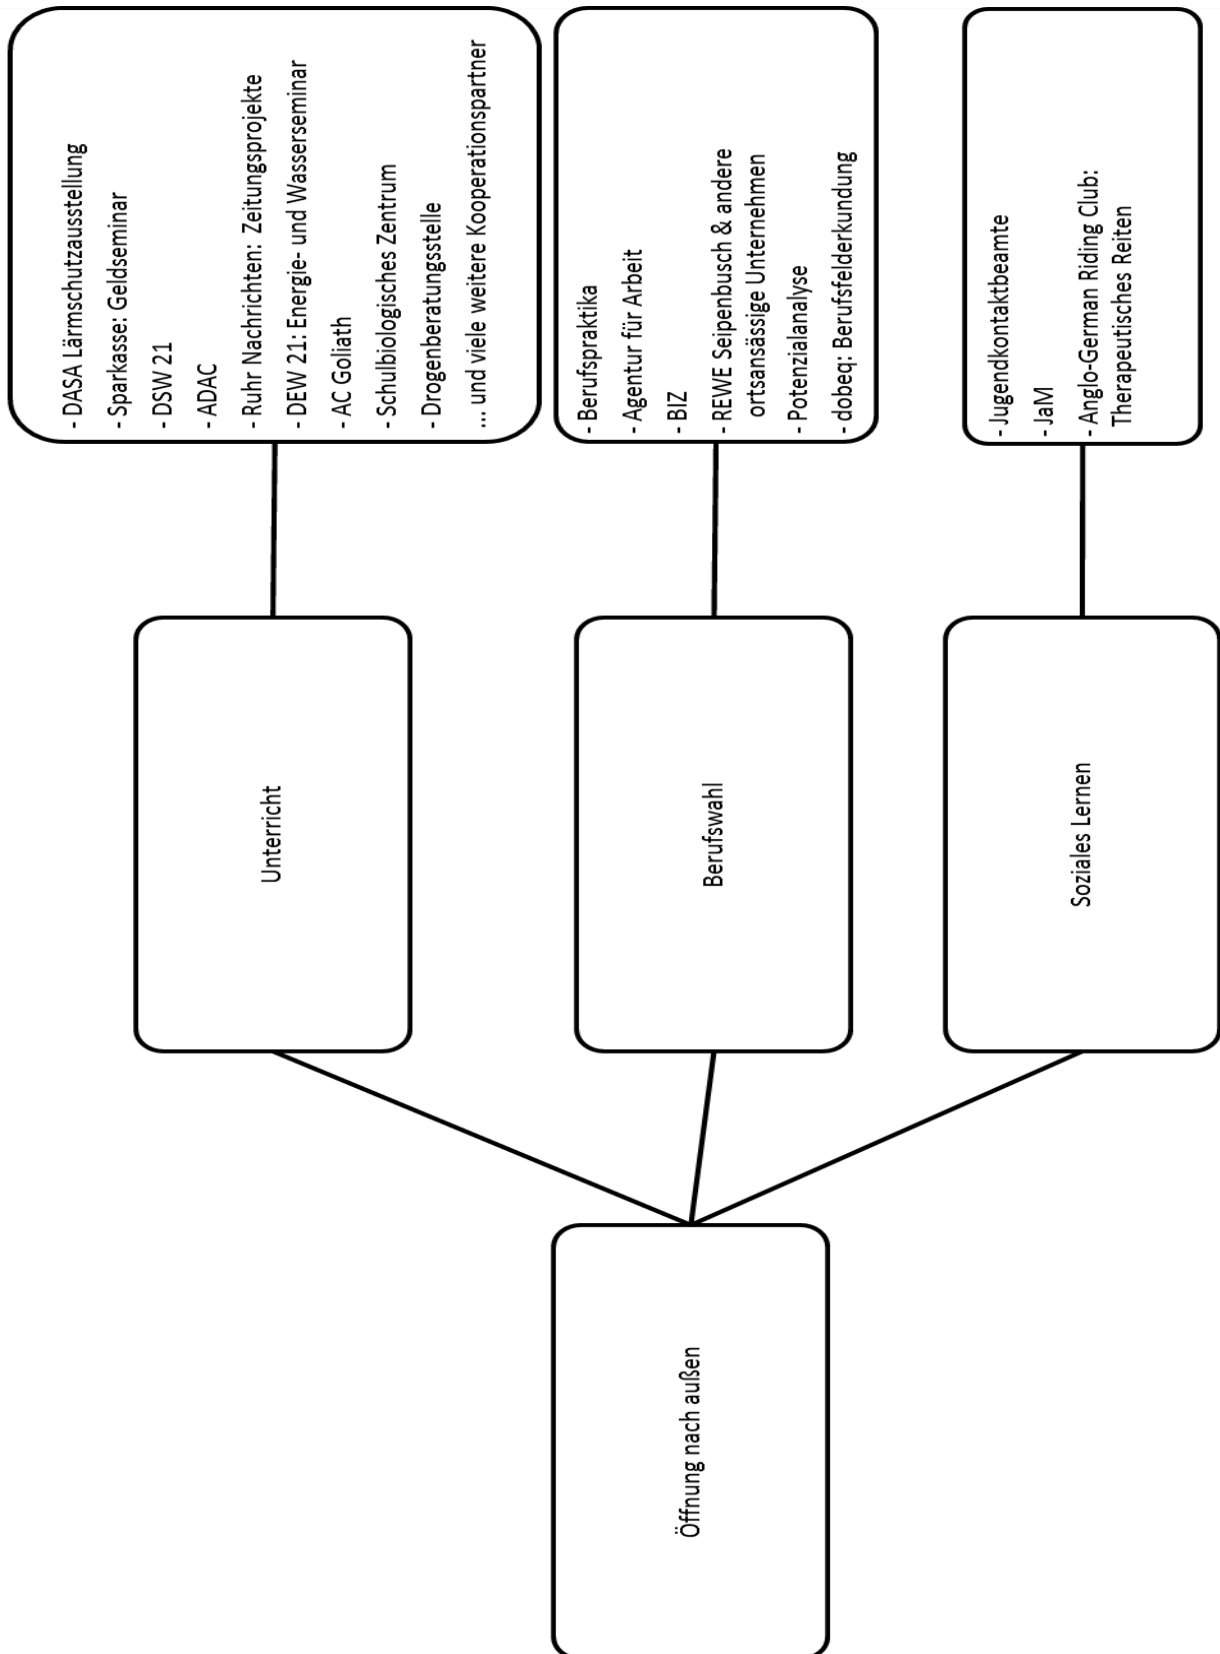 Öffnung nach außen
Unterricht
- DASA Lärmschutzausstellung
- Sparkasse: Geldseminar
- DSW 21
- ADAC
- Ruhr Nachrichten: Zeitungsprojekte
- DEW 21: Energie- und Wasserseminar
- AC Goliath
- Schulbiologisches Zentrum
- Drogenberatungsstelle
... und viele weitere Kooperationspartner
Berufswahl
- Berufspraktika
- Agentur für Arbeit
- BIZ
- REWE Seipenbusch & andere
ortsansässige Unternehmen
- Potenzialanalyse
- dobeq: Berufsfelderkundung
Soziales Lernen
- Jugendkontaktbeamte
- JaM
- Anglo-German Riding Club:
Therapeutisches Reiten